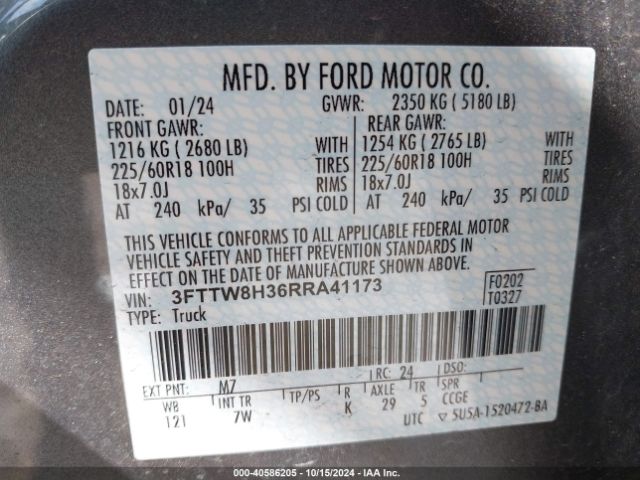 MFD. BY FORD MOTOR CO.
DATE: 01/24 GVWR: 2350 KG ( 5180 LB)
FRONT GAWR: REAR GAWR:
1216 KG ( 2680 LB) WITH 1254 KG ( 2765 LB) WITH
225/60R18 100H TIRES 225/60R18 100H TIRES
18x7.0J RIMS 18x7.0J RIMS
AT 240 kPa/ 35 PSI COLD AT 240 kPa/ 35 PSI COLD
THIS VEHICLE CONFORMS TO ALL APPLICABLE FEDERAL MOTOR
VEHICLE SAFETY AND THEFT PREVENTION STANDARDS IN
EFFECT ON THE DATE OF MANUFACTURE SHOWN ABOVE.
VIN: 3FTTW8H36RRA41173 F0202
TYPE: Truck T0327
EXT PNT: M7 RC: 24 DSO:
WB INT TR TP/PS R AXLE TR SPR
121 7W K 29 5 CCGE
UTC ▽ 5U5A-1520472-BA
000-40586205 - 10/15/2024 - IAA Inc.